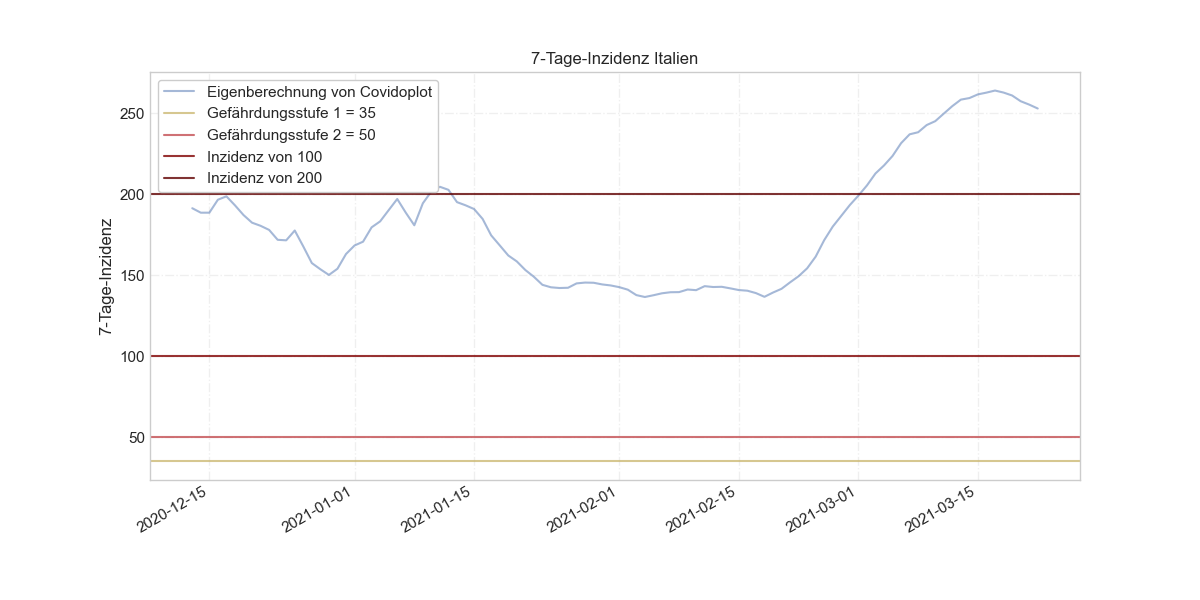 7-Tage-Inzidenz Italien
Eigenberechnung von Covidoplot
Gefährdungsstufe 1 = 35
Gefährdungsstufe 2 = 50
Inzidenz von 100
Inzidenz von 200
7-Tage-Inzidenz
250
200
150
100
50
2020-12-15
2021-01-01
2021-01-15
2021-02-01
2021-02-15
2021-03-01
2021-03-15